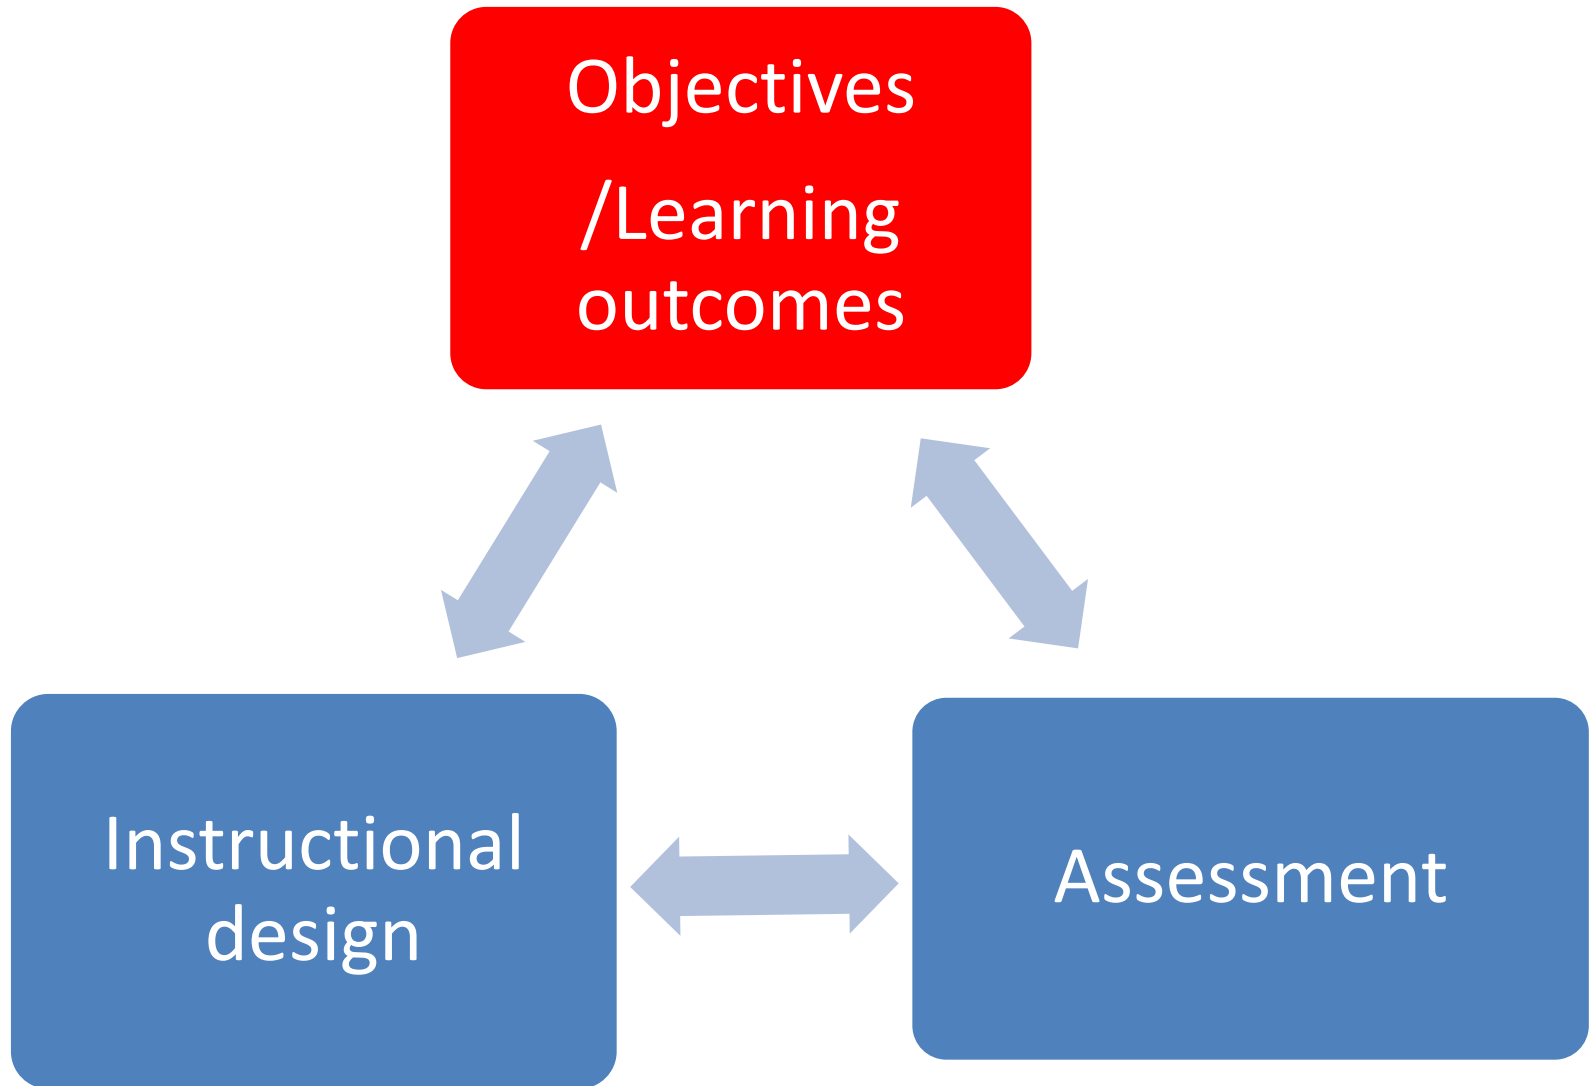 Objectives
/Learning
outcomes
Instructional
design
Assessment